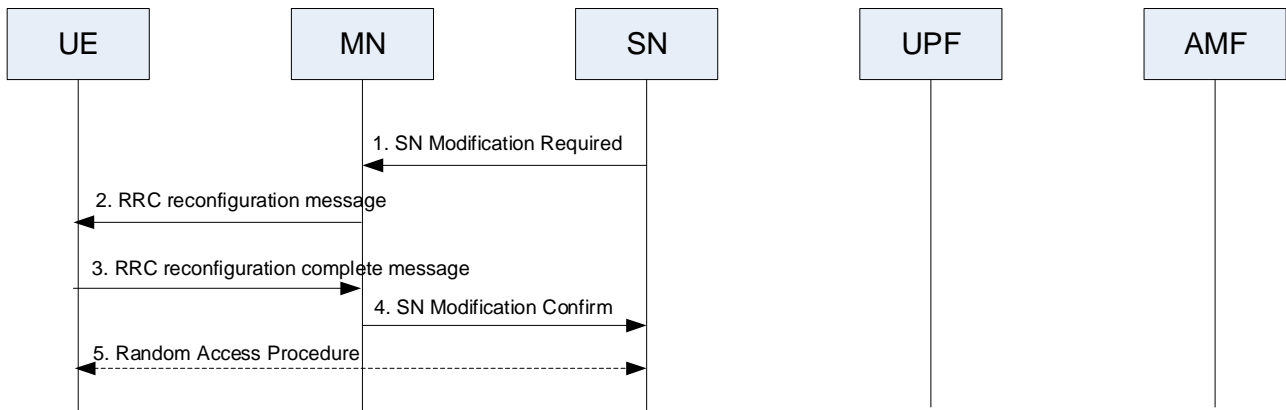 UE
MN
SN
UPF
AMF
1. SN Modification Required
2. RRC reconfiguration message
3. RRC reconfiguration complete message
4. SN Modification Confirm
5. Random Access Procedure